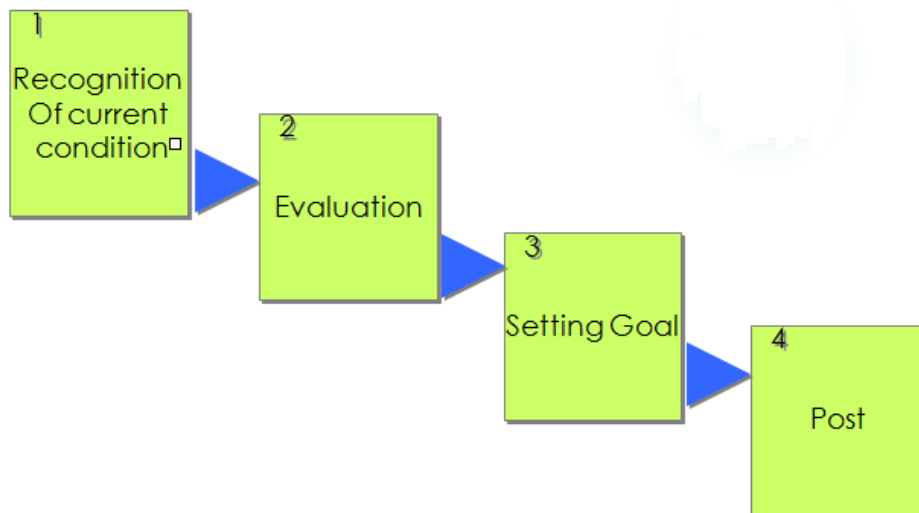 1
Recognition
Of current
condition
2
Evaluation
3
Setting Goal
4
Post